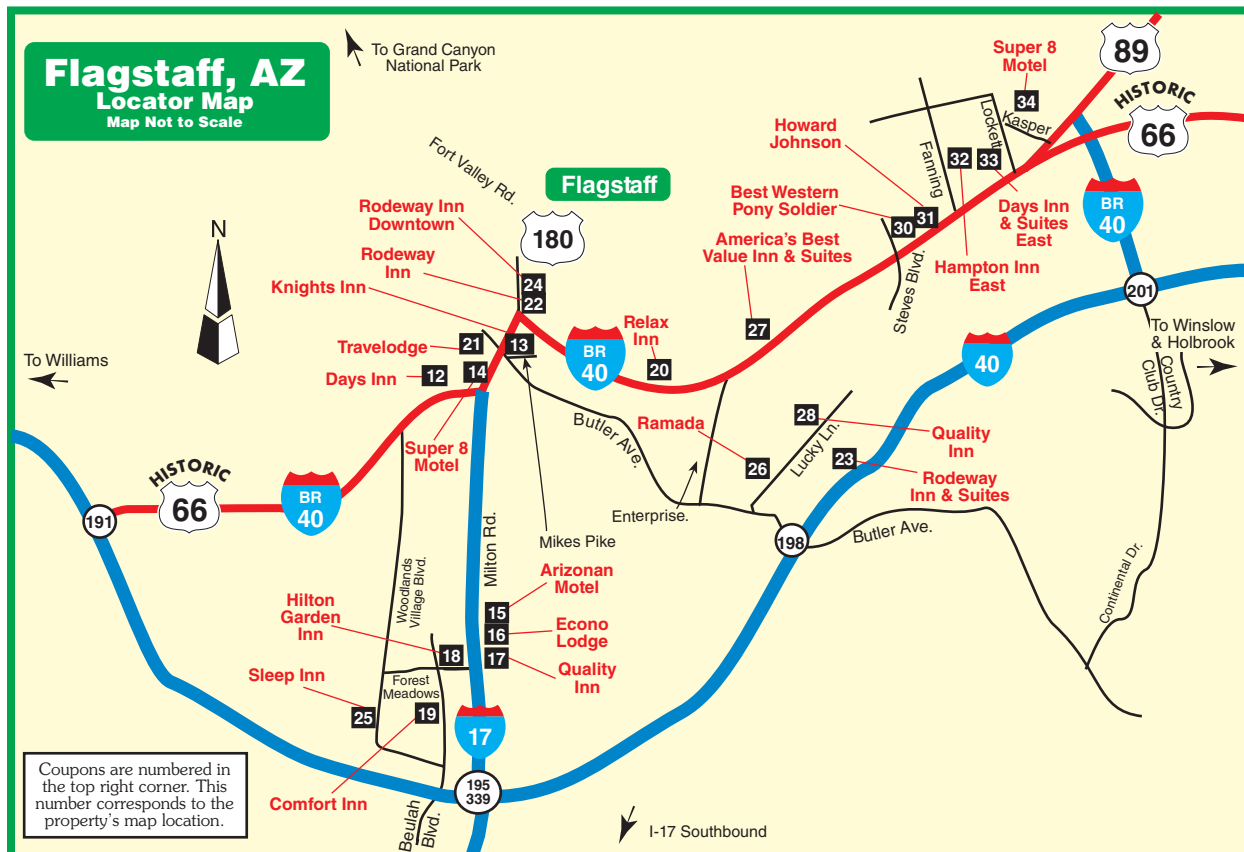 Flagstaff, AZ
Locator Map
Map Not to Scale
To Grand Canyon
National Park
Super 8
Motel
89
HISTORIC
66
34
Kasper
Lockett
Fanning
Howard
Johnson
32
33
Fort Valley Rd.
Flagstaff
Rodeway Inn
Downtown
180
Best Western
Pony Soldier
31
30
Days Inn
& Suites
East
BR
40
N
Rodeway
Inn
America's Best
Value Inn & Suites
Hampton Inn
East
Steves Blvd.
Knights Inn
24
22
201
To Williams
Travelodge
21
13
Relax
Inn
27
To Winslow
& Holbrook
Days Inn
12
14
BR
40
20
40
Country
Club Dr.
Super 8
Motel
Butler Ave.
Ramada
28
Lucky Ln.
Quality
Inn
26
23
Rodeway
Inn & Suites
HISTORIC
66
BR
40
191
Enterprise.
198
Butler Ave.
Mikes Pike
Milton Rd.
Woodlands
Village Blvd.
Arizonan
Motel
Continental Dr.
Hilton
Garden
Inn
15
16
Econo
Lodge
18
17
Quality
Inn
Sleep Inn
Forest
Meadows
25
19
17
Coupons are numbered in
the top right corner. This
number corresponds to the
property's map location.
Comfort Inn
195
339
Beulah
Blvd.
I-17 Southbound